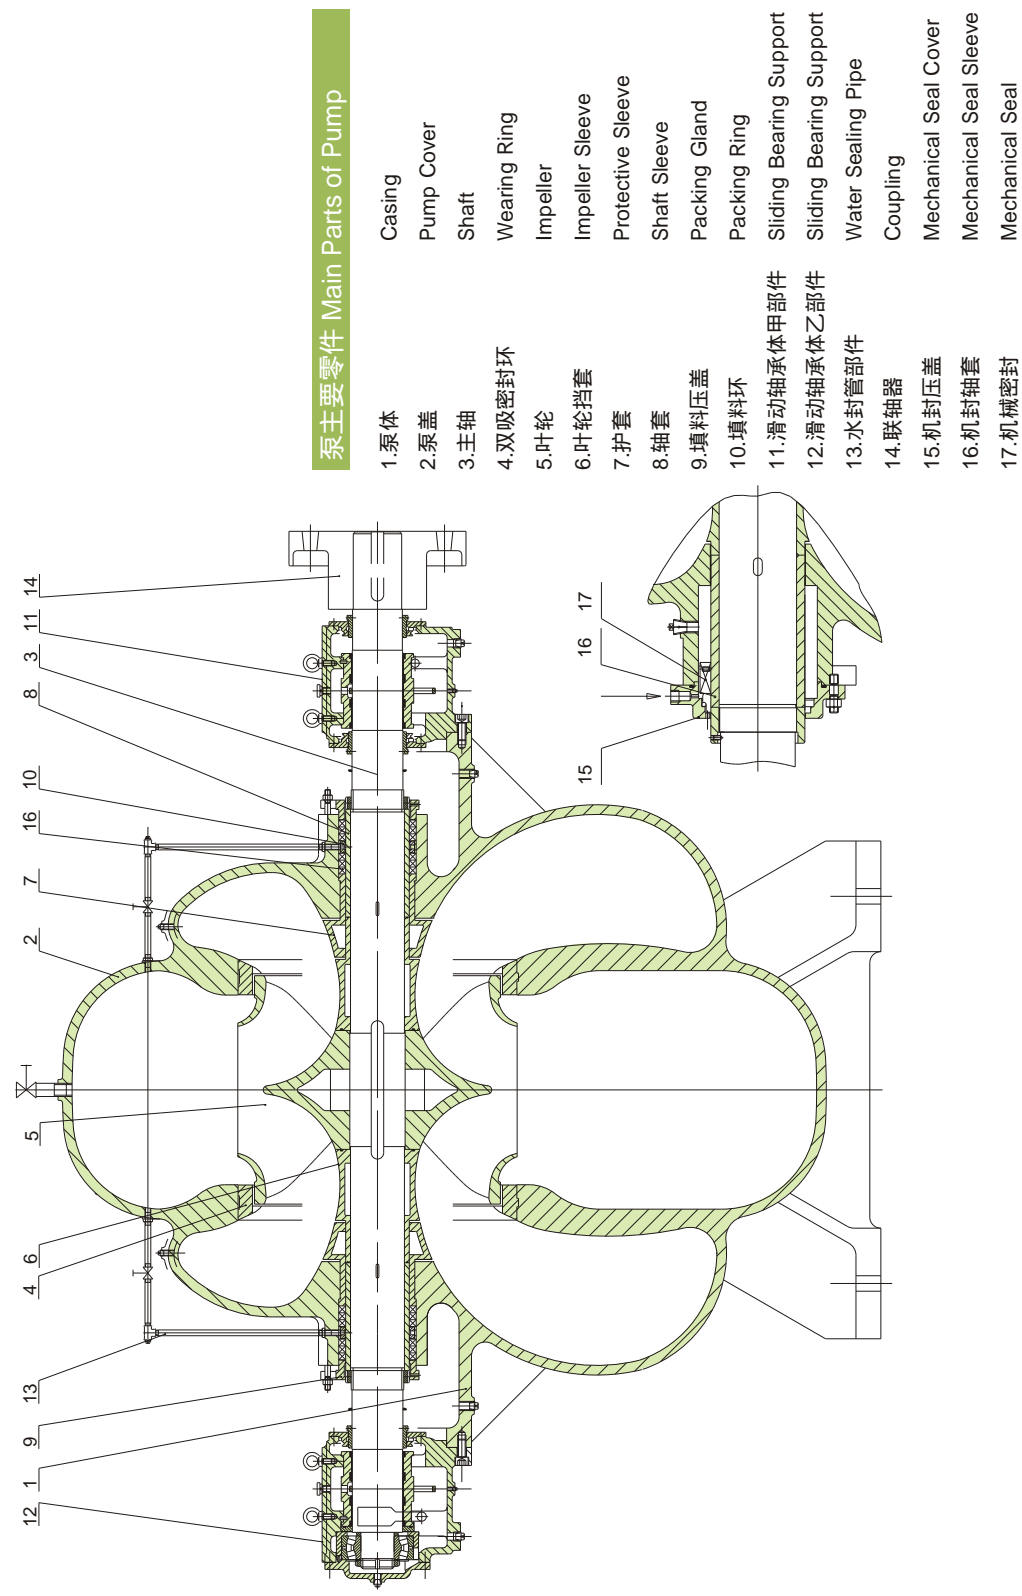 泵主要零件 Main Parts of Pump
1.泵体 Casing
2.泵盖 Pump Cover
3.主轴 Shaft
4.双吸密封环 Wearing Ring
5.叶轮 Impeller
6.叶轮挡套 Impeller Sleeve
7.护套 Protective Sleeve
8.轴套 Shaft Sleeve
9.填料压盖 Packing Gland
10.填料环 Packing Ring
11.滑动轴承体甲部件 Sliding Bearing Support
12.滑动轴承体乙部件 Sliding Bearing Support
13.水封管部件 Water Sealing Pipe
14.联轴器 Coupling
15.机封压盖 Mechanical Seal Cover
16.机封轴套 Mechanical Seal Sleeve
17.机械密封 Mechanical Seal
12
1
9
13
4
6
5
2
7
16
10
8
3
11
14
15
16
17